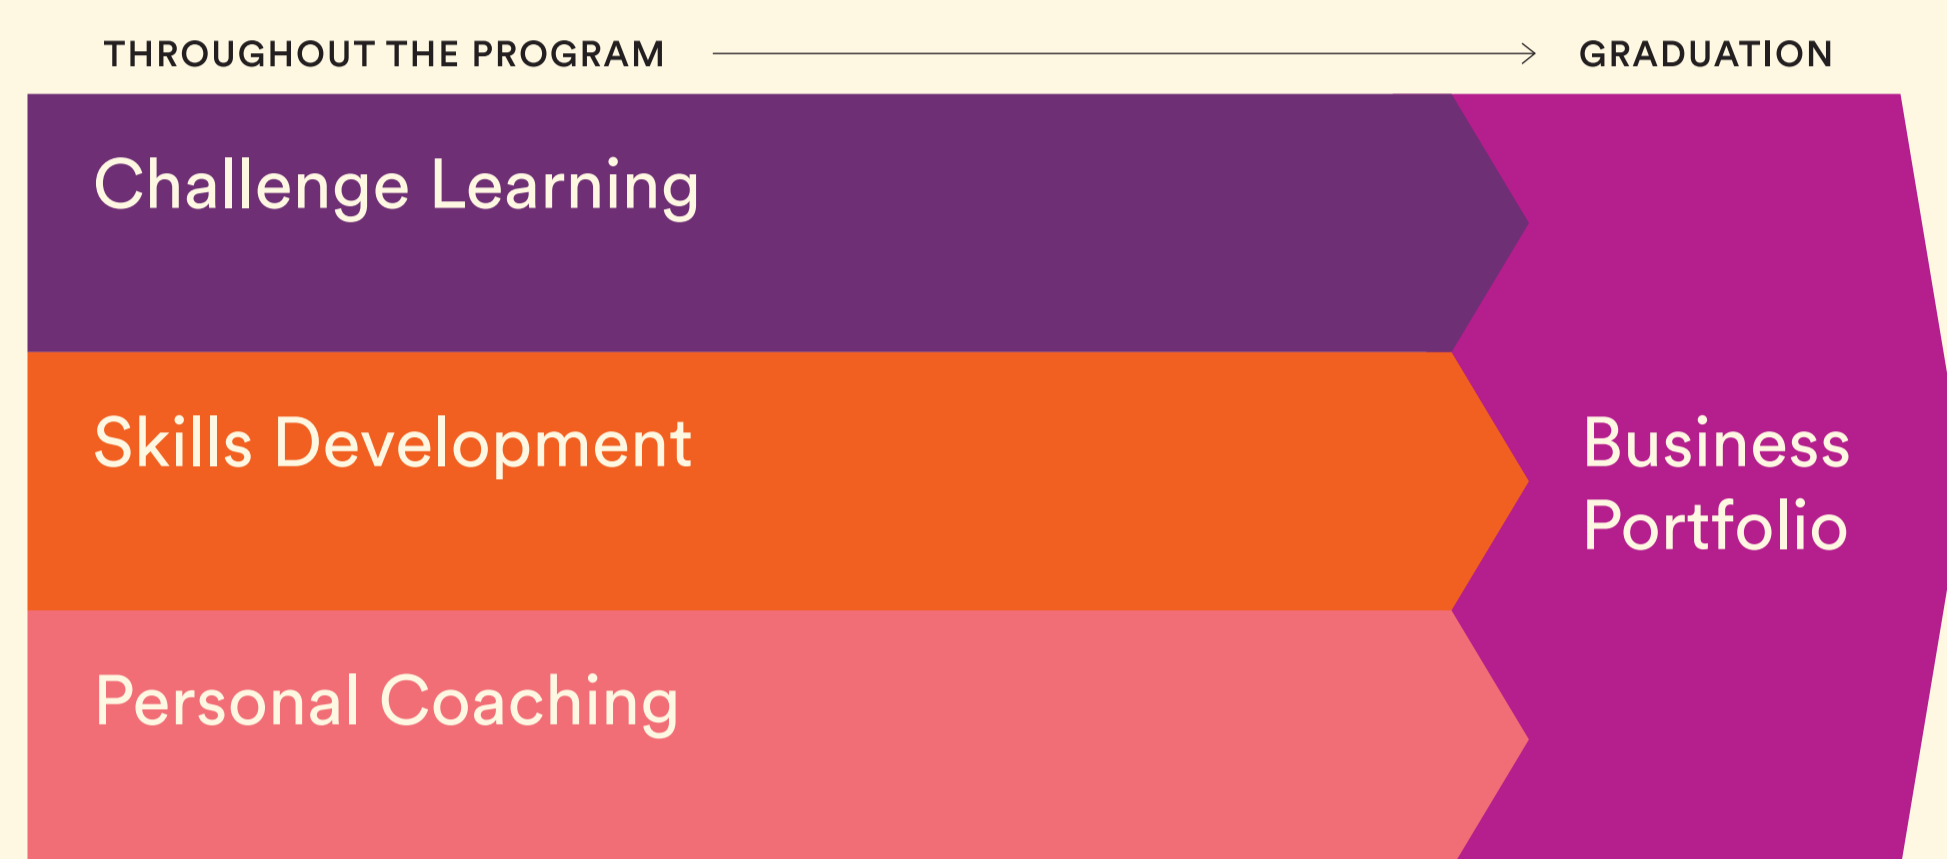 THROUGHOUT THE PROGRAM
GRADUATION
Challenge Learning
Skills Development
Business
Portfolio
Personal Coaching